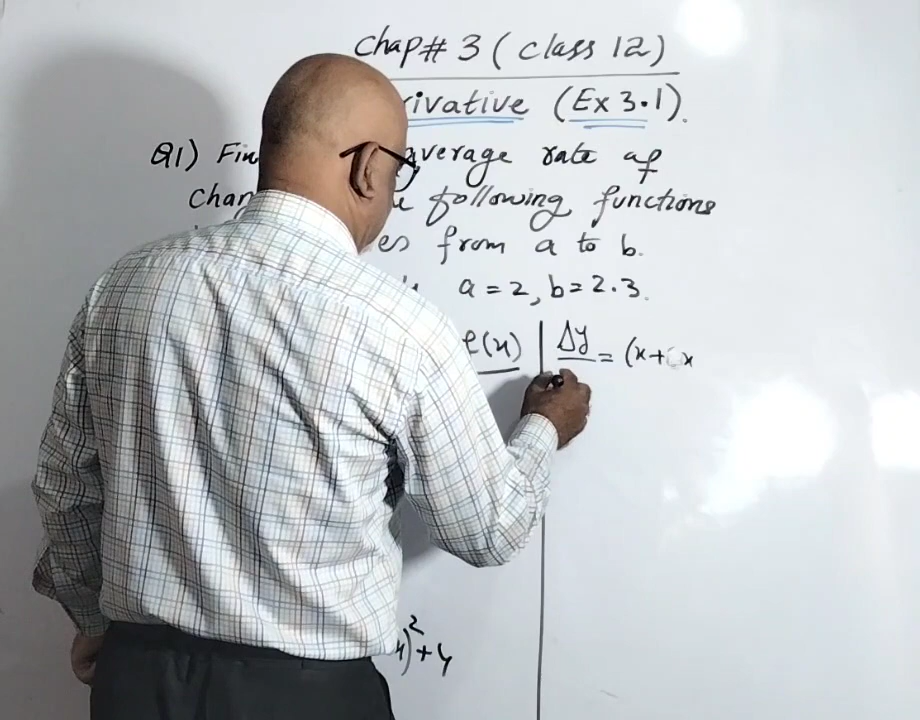 Chap# 3 (Class 12)
rivative (Ex 3.1).
Q1) Fin average rate of
Chan e following functions
es from a to b.
a = 2, b = 2.3.
f(x) | Δy = (x+ x
x)²+4